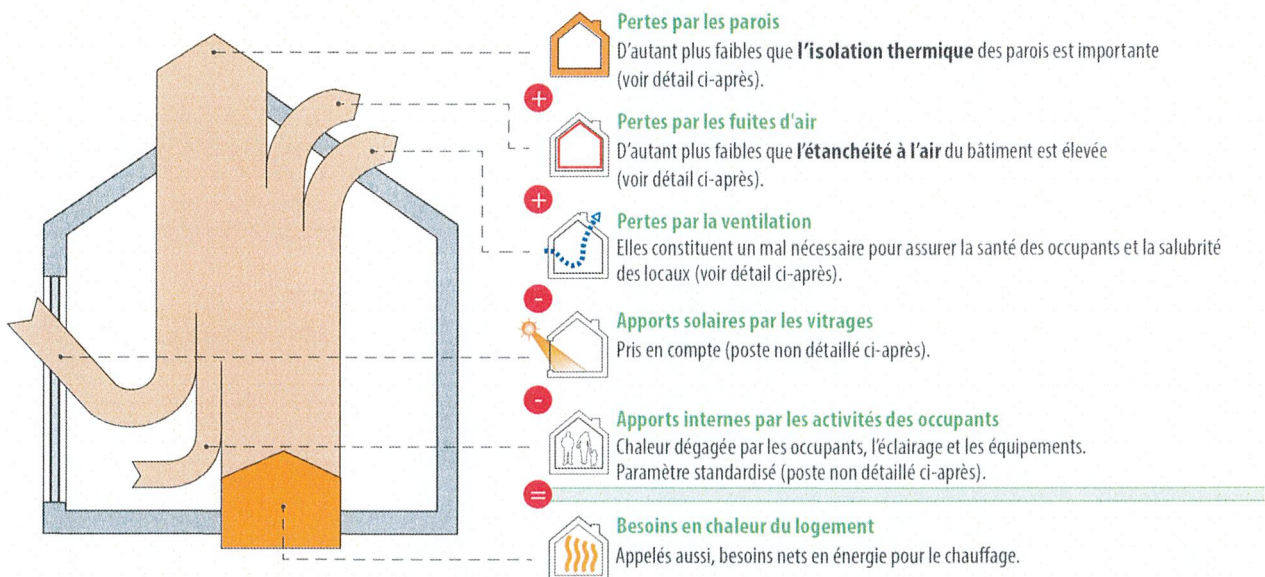 Pertes par les parois
D'autant plus faibles que l'isolation thermique des parois est importante
(voir détail ci-après).
+
Pertes par les fuites d'air
D'autant plus faibles que l'étanchéité à l'air du bâtiment est élevée
(voir détail ci-après).
+
Pertes par la ventilation
Elles constituent un mal nécessaire pour assurer la santé des occupants et la salubrité
des locaux (voir détail ci-après).
-
Apports solaires par les vitrages
Pris en compte (poste non détaillé ci-après).
-
Apports internes par les activités des occupants
Chaleur dégagée par les occupants, l'éclairage et les équipements.
Paramètre standardisé (poste non détaillé ci-après).
=
Besoins en chaleur du logement
Appelés aussi, besoins nets en énergie pour le chauffage.